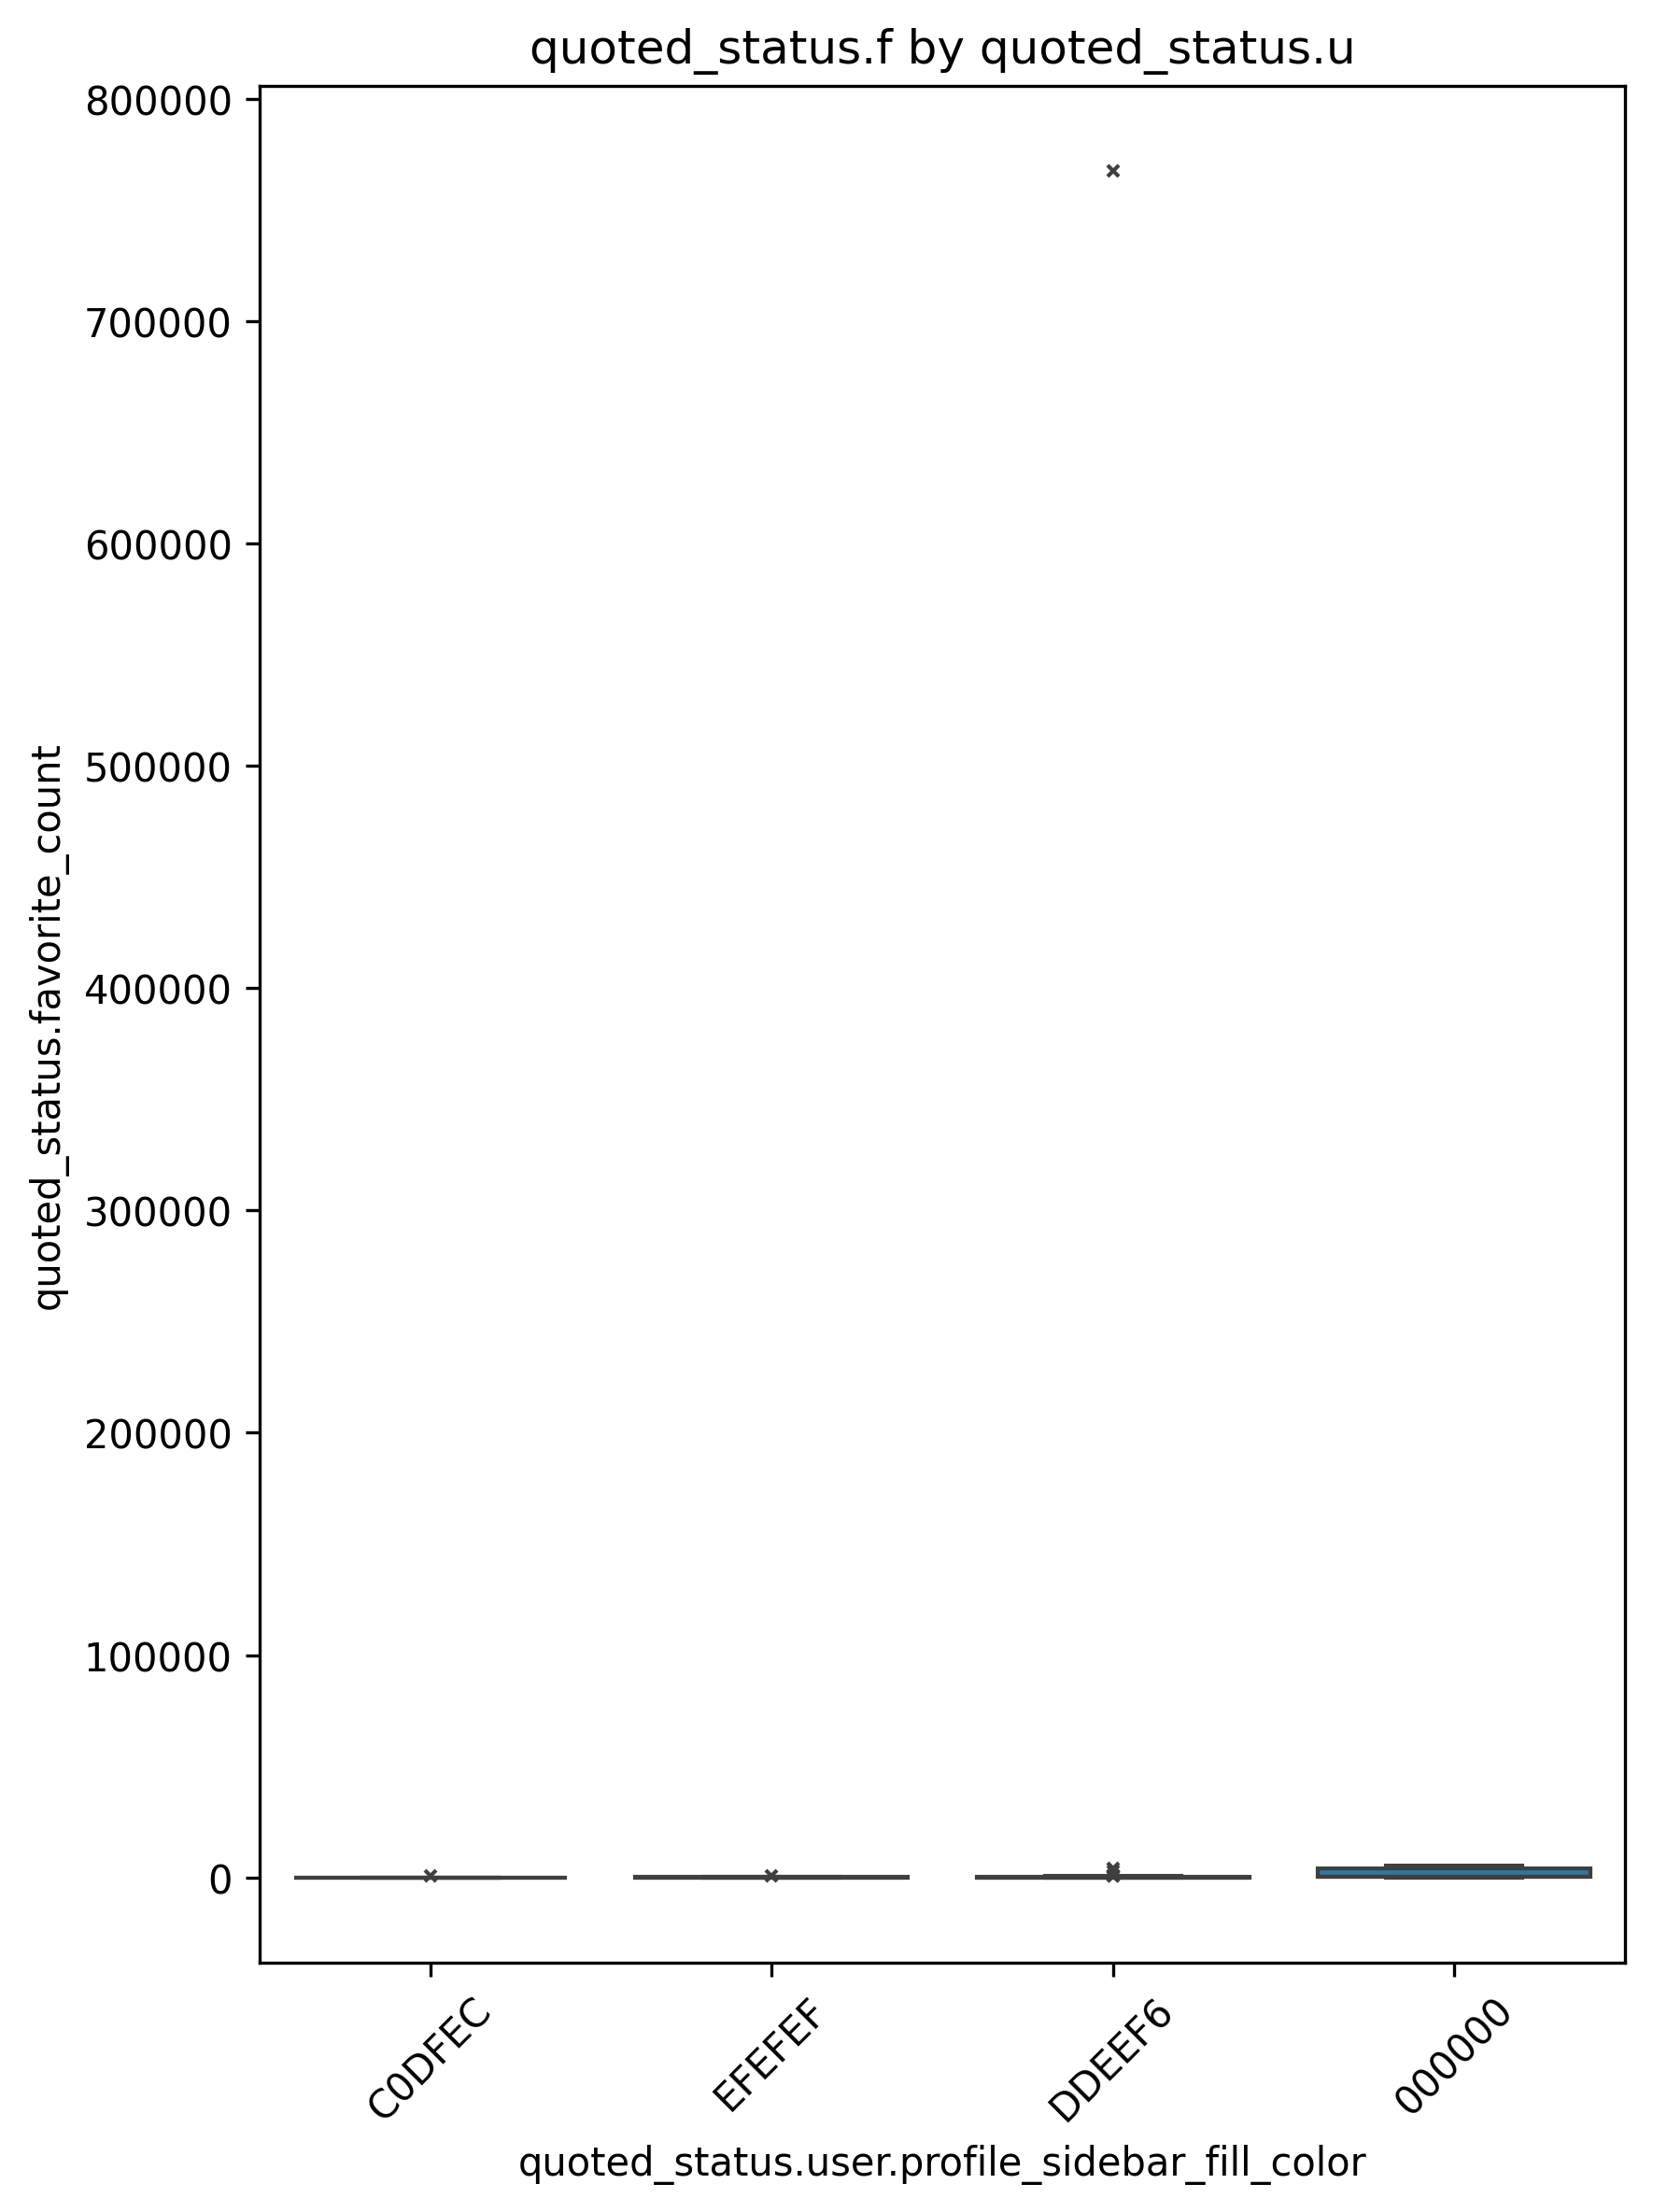 quoted_status.f by quoted_status.u
800000
700000
600000
500000
400000
300000
200000
100000
0
quoted_status.favorite_count
C0DFEC
EFEFEF
DDEEF6
000000
quoted_status.user.profile_sidebar_fill_color